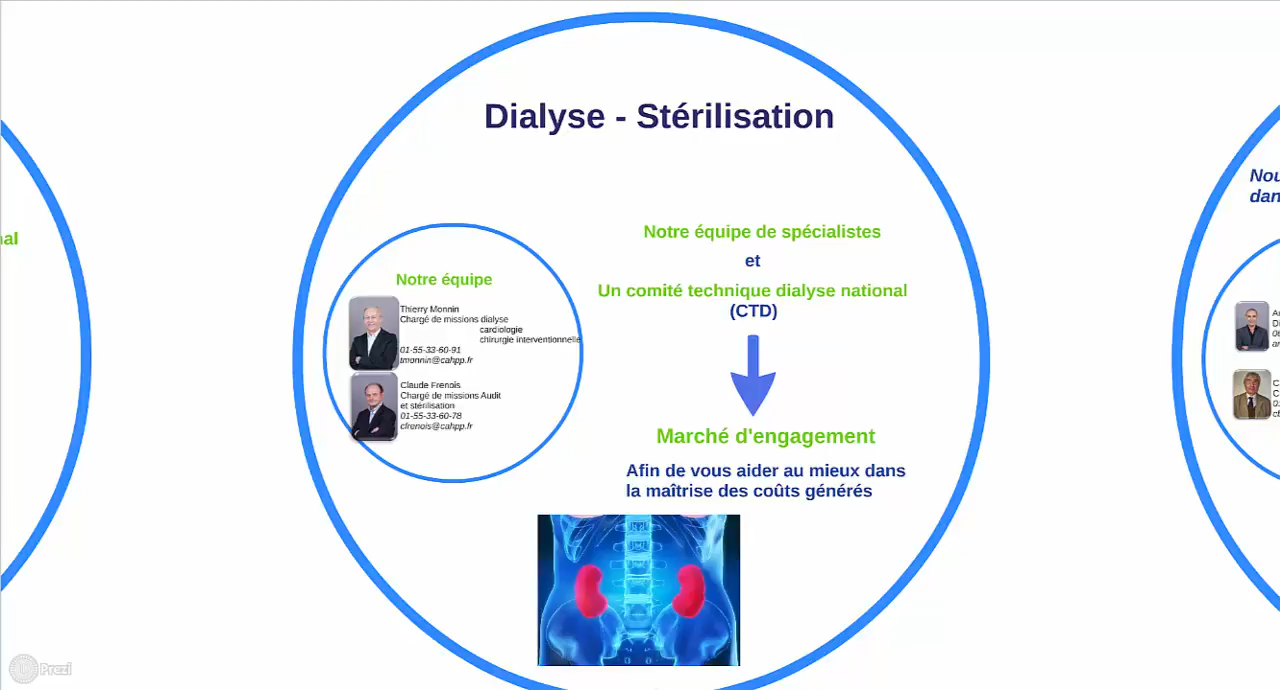 Dialyse - Stérilisation
Notre équipe
Thierry Monnin
Chargé de missions dialyse
cardiologie
chirurgie interventionnelle
01-55-33-60-91
tmonnin@cahpp.fr
Claude Frenois
Chargé de missions Audit
et stérilisation
01-55-33-60-78
cfrenois@cahpp.fr
Notre équipe de spécialistes
et
Un comité technique dialyse national
(CTD)
Marché d'engagement
Afin de vous aider au mieux dans
la maîtrise des coûts générés
Prezi